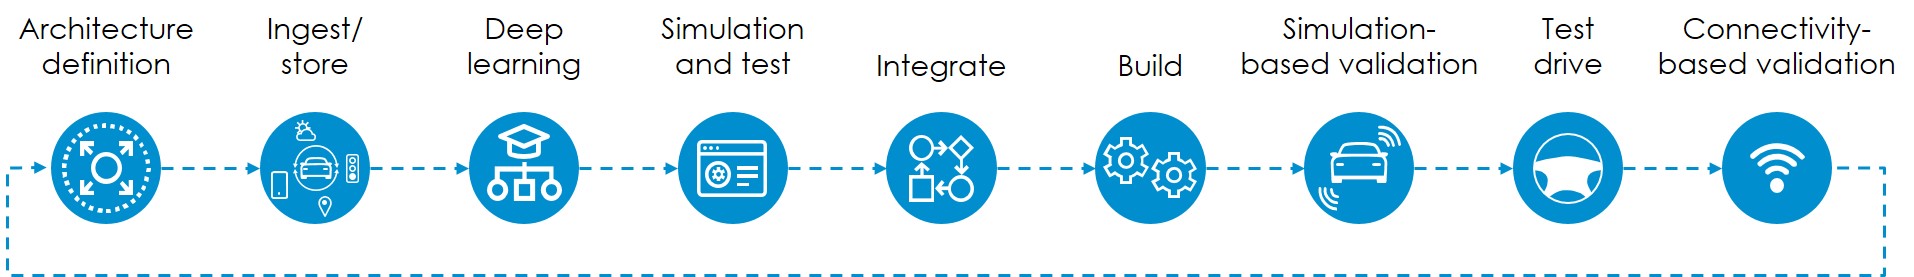 Architecture
definition
Ingest/
store
Deep
learning
Simulation
and test
Integrate
Build
Simulation-
based validation
Test
drive
Connectivity-
based validation